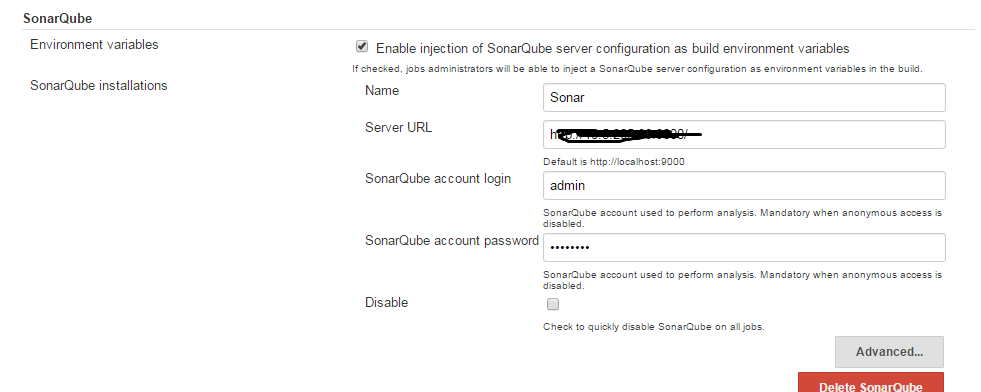 SonarQube
Environment variables
Enable injection of SonarQube server configuration as build environment variables
If checked, jobs administrators will be able to inject a SonarQube server configuration as environment variables in the build.
SonarQube installations
Name
Sonar
Server URL
Default is http://localhost:9000
SonarQube account login
admin
SonarQube account used to perform analysis. Mandatory when anonymous access is
disabled.
SonarQube account password
••••••••
SonarQube account used to perform analysis. Mandatory when anonymous access is
disabled.
Disable
Check to quickly disable SonarQube on all jobs.
Advanced...
Delete SonarQube